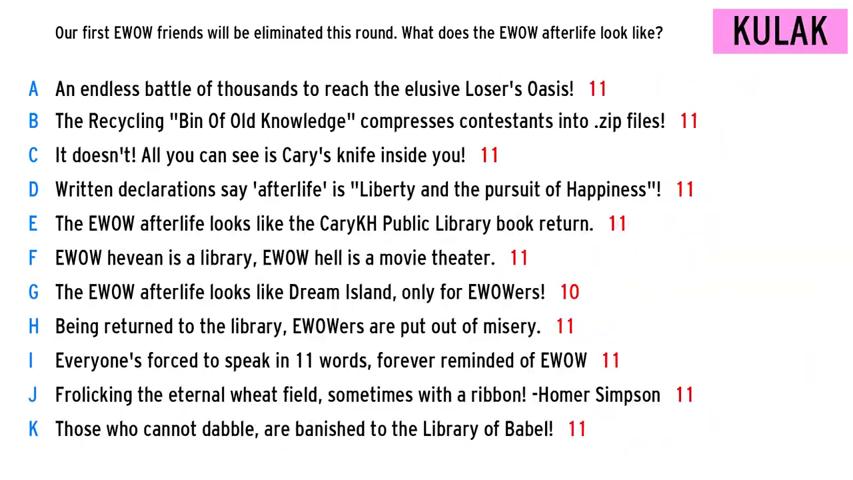 Our first EWOW friends will be eliminated this round. What does the EWOW afterlife look like?
KULAK
A An endless battle of thousands to reach the elusive Loser's Oasis! 11
B The Recycling "Bin Of Old Knowledge" compresses contestants into .zip files! 11
C It doesn't! All you can see is Cary's knife inside you! 11
D Written declarations say 'afterlife' is "Liberty and the pursuit of Happiness"! 11
E The EWOW afterlife looks like the CaryKH Public Library book return. 11
F EWOW hevean is a library, EWOW hell is a movie theater. 11
G The EWOW afterlife looks like Dream Island, only for EWOWers! 10
H Being returned to the library, EWOWers are put out of misery. 11
I Everyone's forced to speak in 11 words, forever reminded of EWOW 11
J Frolicking the eternal wheat field, sometimes with a ribbon! -Homer Simpson 11
K Those who cannot dabble, are banished to the Library of Babel! 11